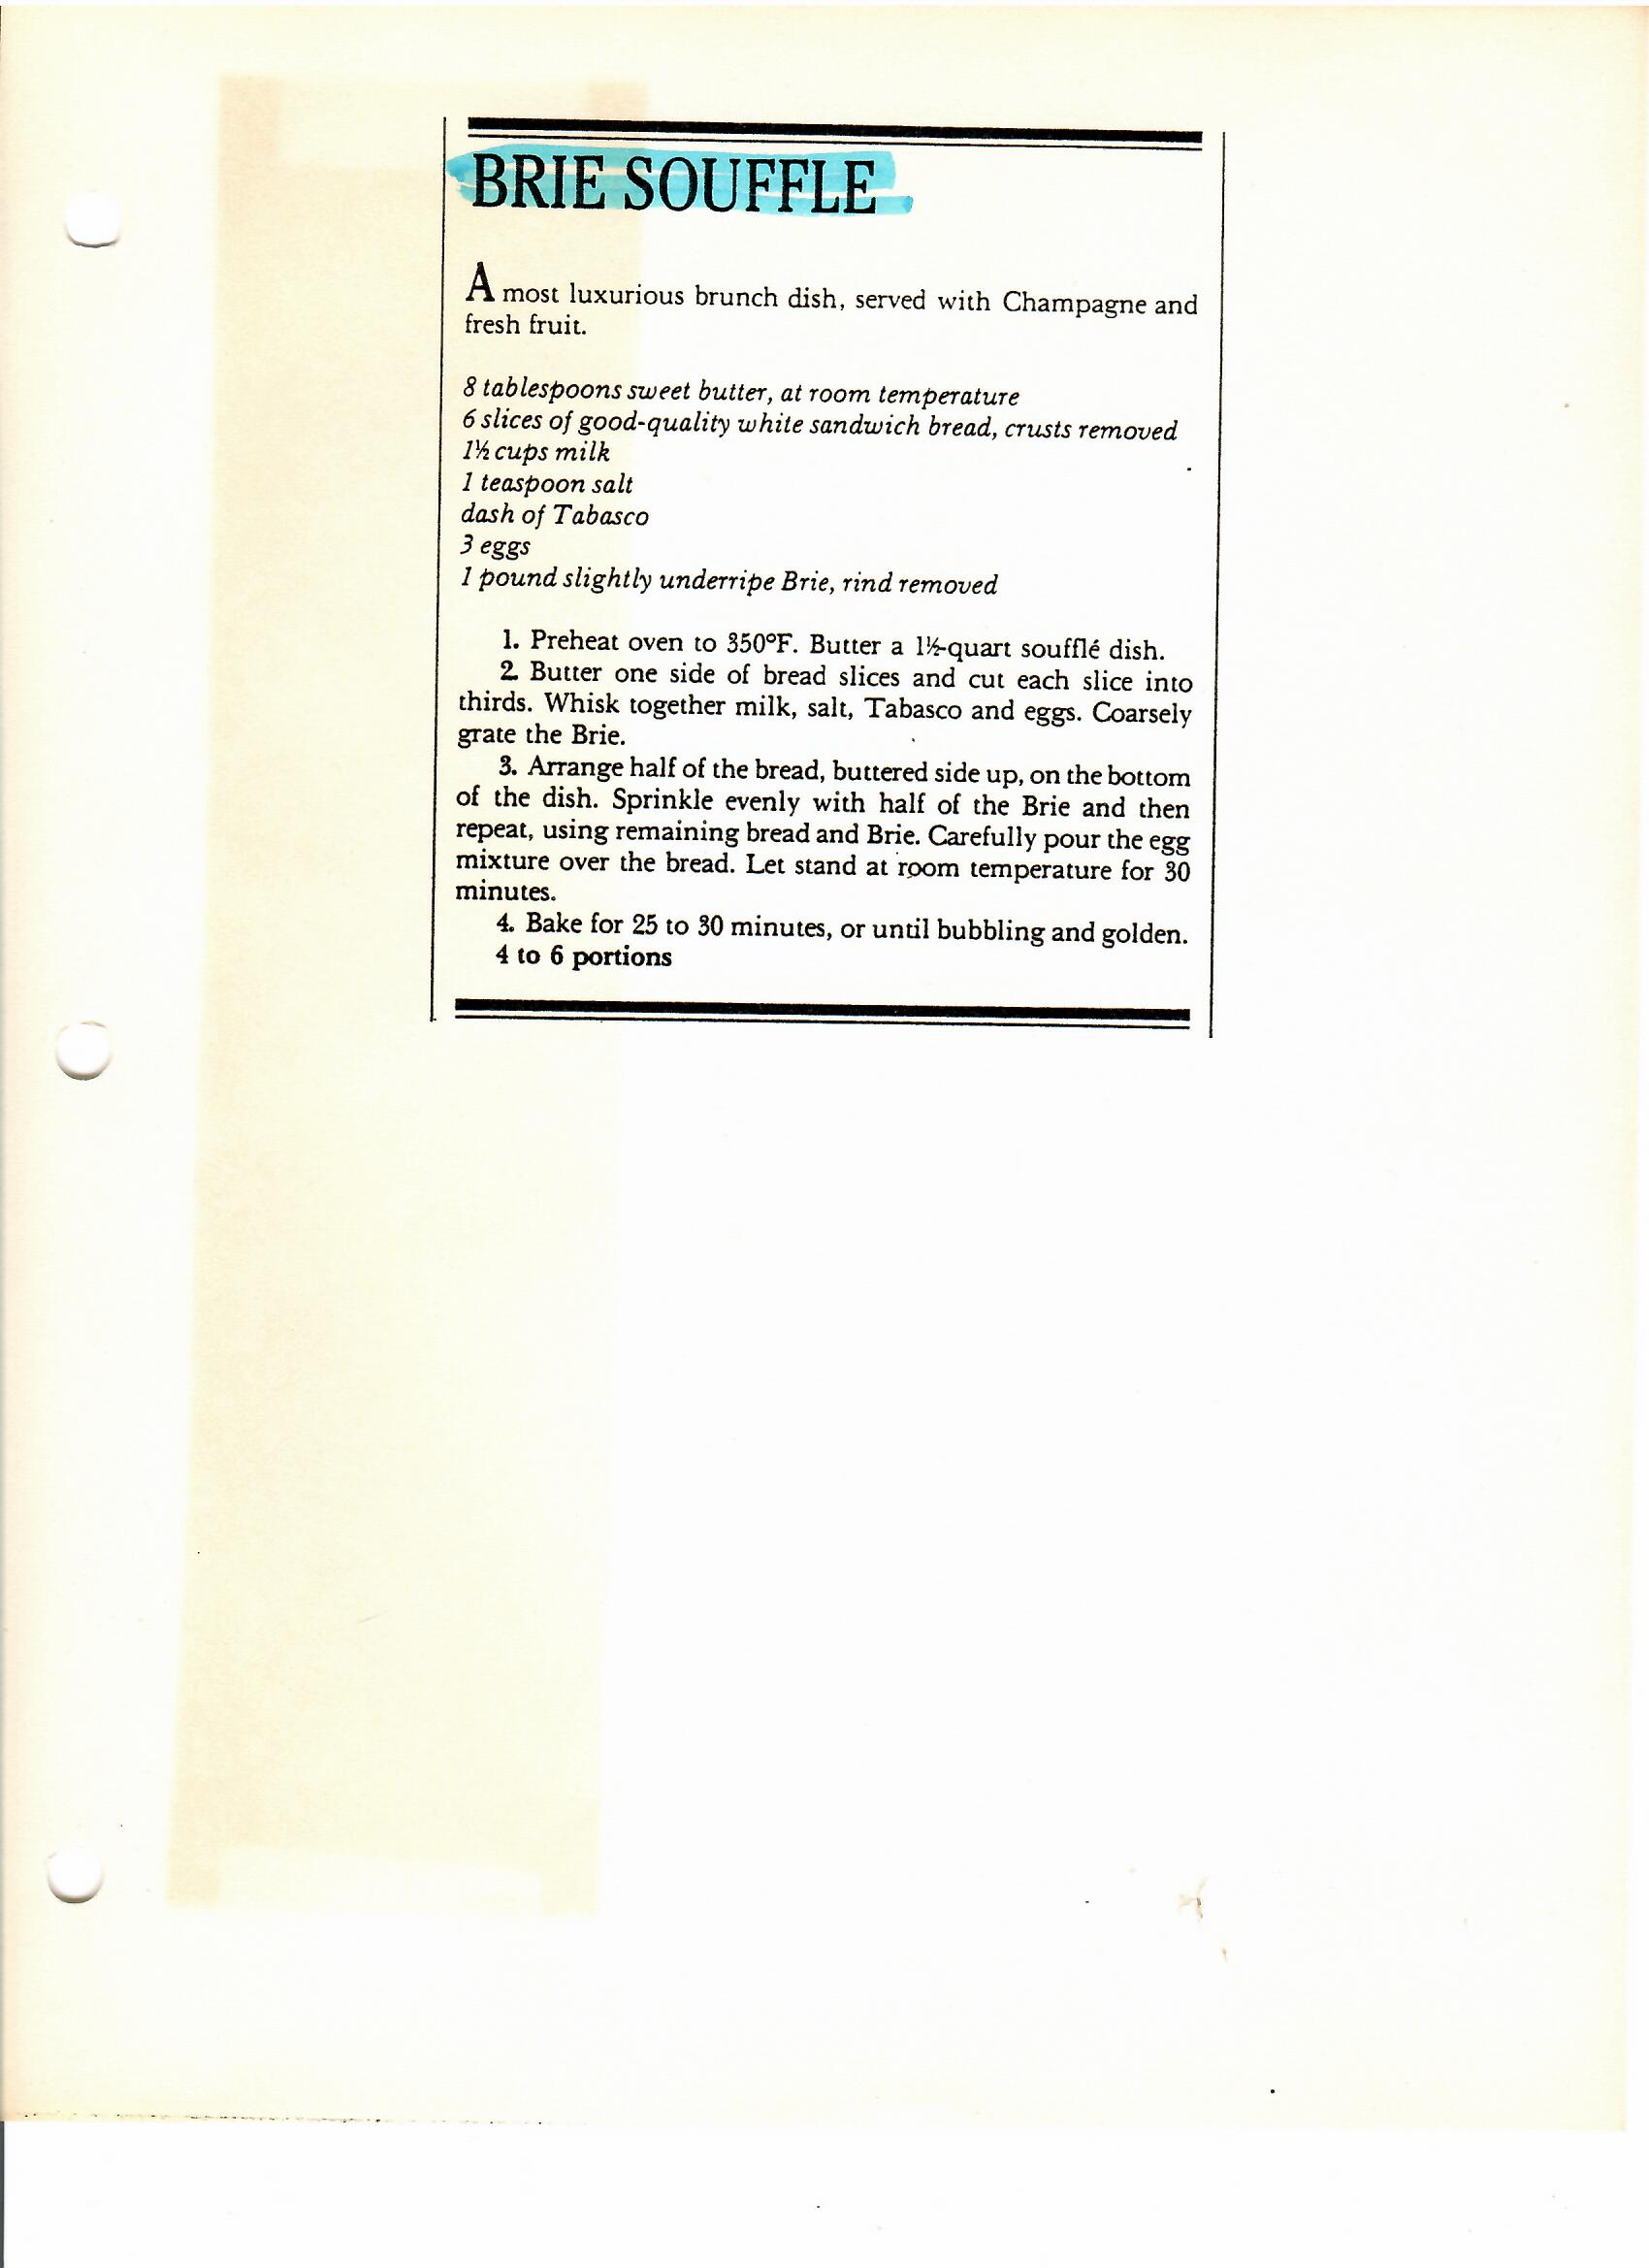 BRIE SOUFFLE
A most luxurious brunch dish, served with Champagne and
fresh fruit.
8 tablespoons sweet butter, at room temperature
6 slices of good-quality white sandwich bread, crusts removed
1½ cups milk
1 teaspoon salt
dash of Tabasco
3 eggs
1 pound slightly underripe Brie, rind removed
1. Preheat oven to 350°F. Butter a 1½-quart soufflé dish.
2. Butter one side of bread slices and cut each slice into
thirds. Whisk together milk, salt, Tabasco and eggs. Coarsely
grate the Brie.
3. Arrange half of the bread, buttered side up, on the bottom
of the dish. Sprinkle evenly with half of the Brie and then
repeat, using remaining bread and Brie. Carefully pour the egg
mixture over the bread. Let stand at room temperature for 30
minutes.
4. Bake for 25 to 30 minutes, or until bubbling and golden.
4 to 6 portions